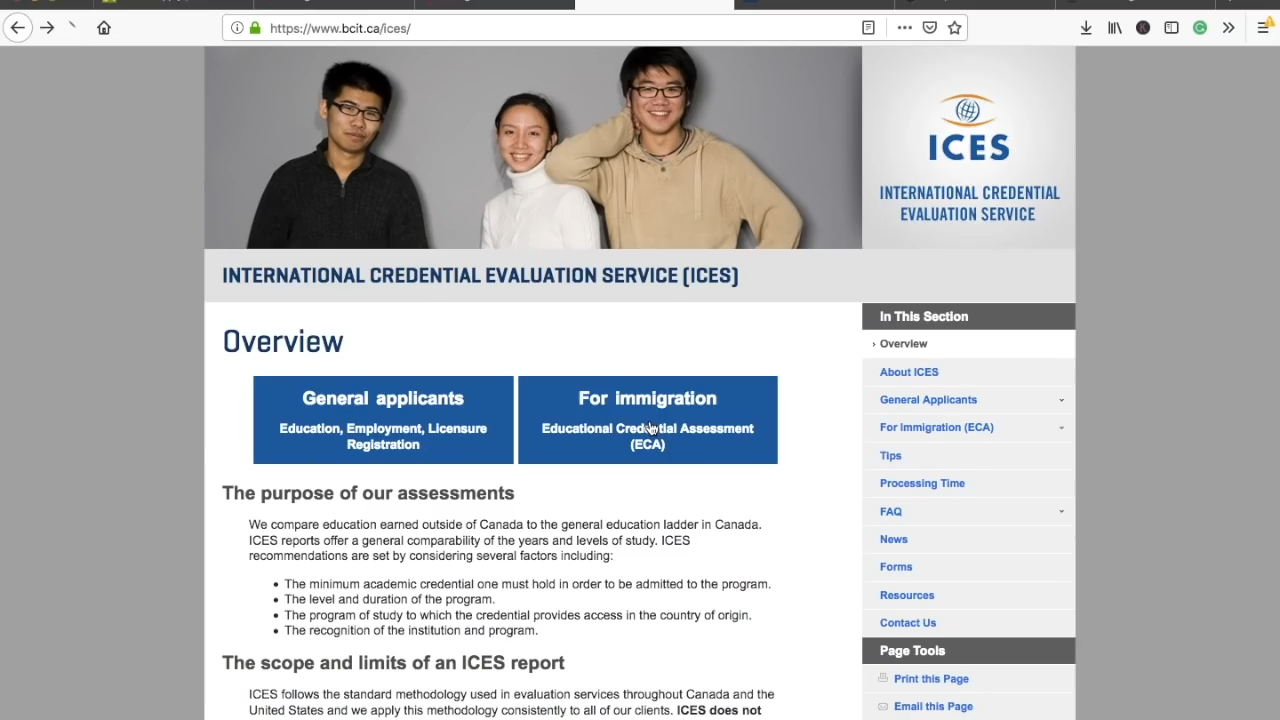 https://www.bcit.ca/ices/
ICES
INTERNATIONAL CREDENTIAL
EVALUATION SERVICE
INTERNATIONAL CREDENTIAL EVALUATION SERVICE (ICES)
Overview
General applicants
Education, Employment, Licensure
Registration
For immigration
Educational Credential Assessment
(ECA)
The purpose of our assessments
We compare education earned outside of Canada to the general education ladder in Canada.
ICES reports offer a general comparability of the years and levels of study. ICES
recommendations are set by considering several factors including:
• The minimum academic credential one must hold in order to be admitted to the program.
• The level and duration of the program.
• The program of study to which the credential provides access in the country of origin.
• The recognition of the institution and program.
The scope and limits of an ICES report
ICES follows the standard methodology used in evaluation services throughout Canada and the
United States and we apply this methodology consistently to all of our clients. ICES does not
In This Section
Overview
About ICES
General Applicants
For Immigration (ECA)
Tips
Processing Time
FAQ
News
Forms
Resources
Contact Us
Page Tools
Print this Page
Email this Page